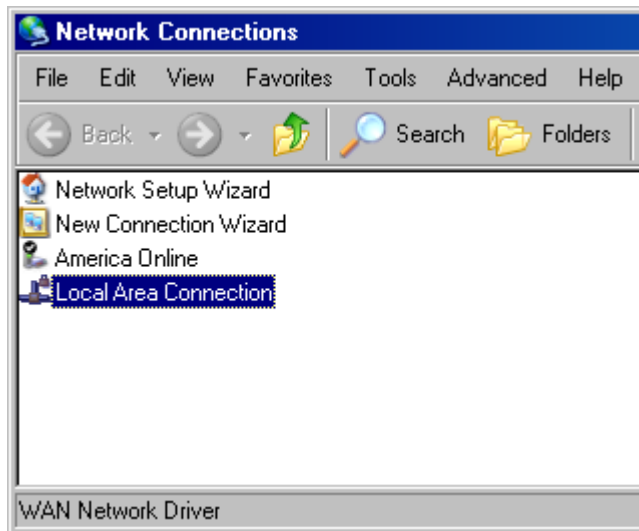 Network Connections
File Edit View Favorites Tools Advanced Help
Back Search Folders
Network Setup Wizard
New Connection Wizard
America Online
Local Area Connection
WAN Network Driver